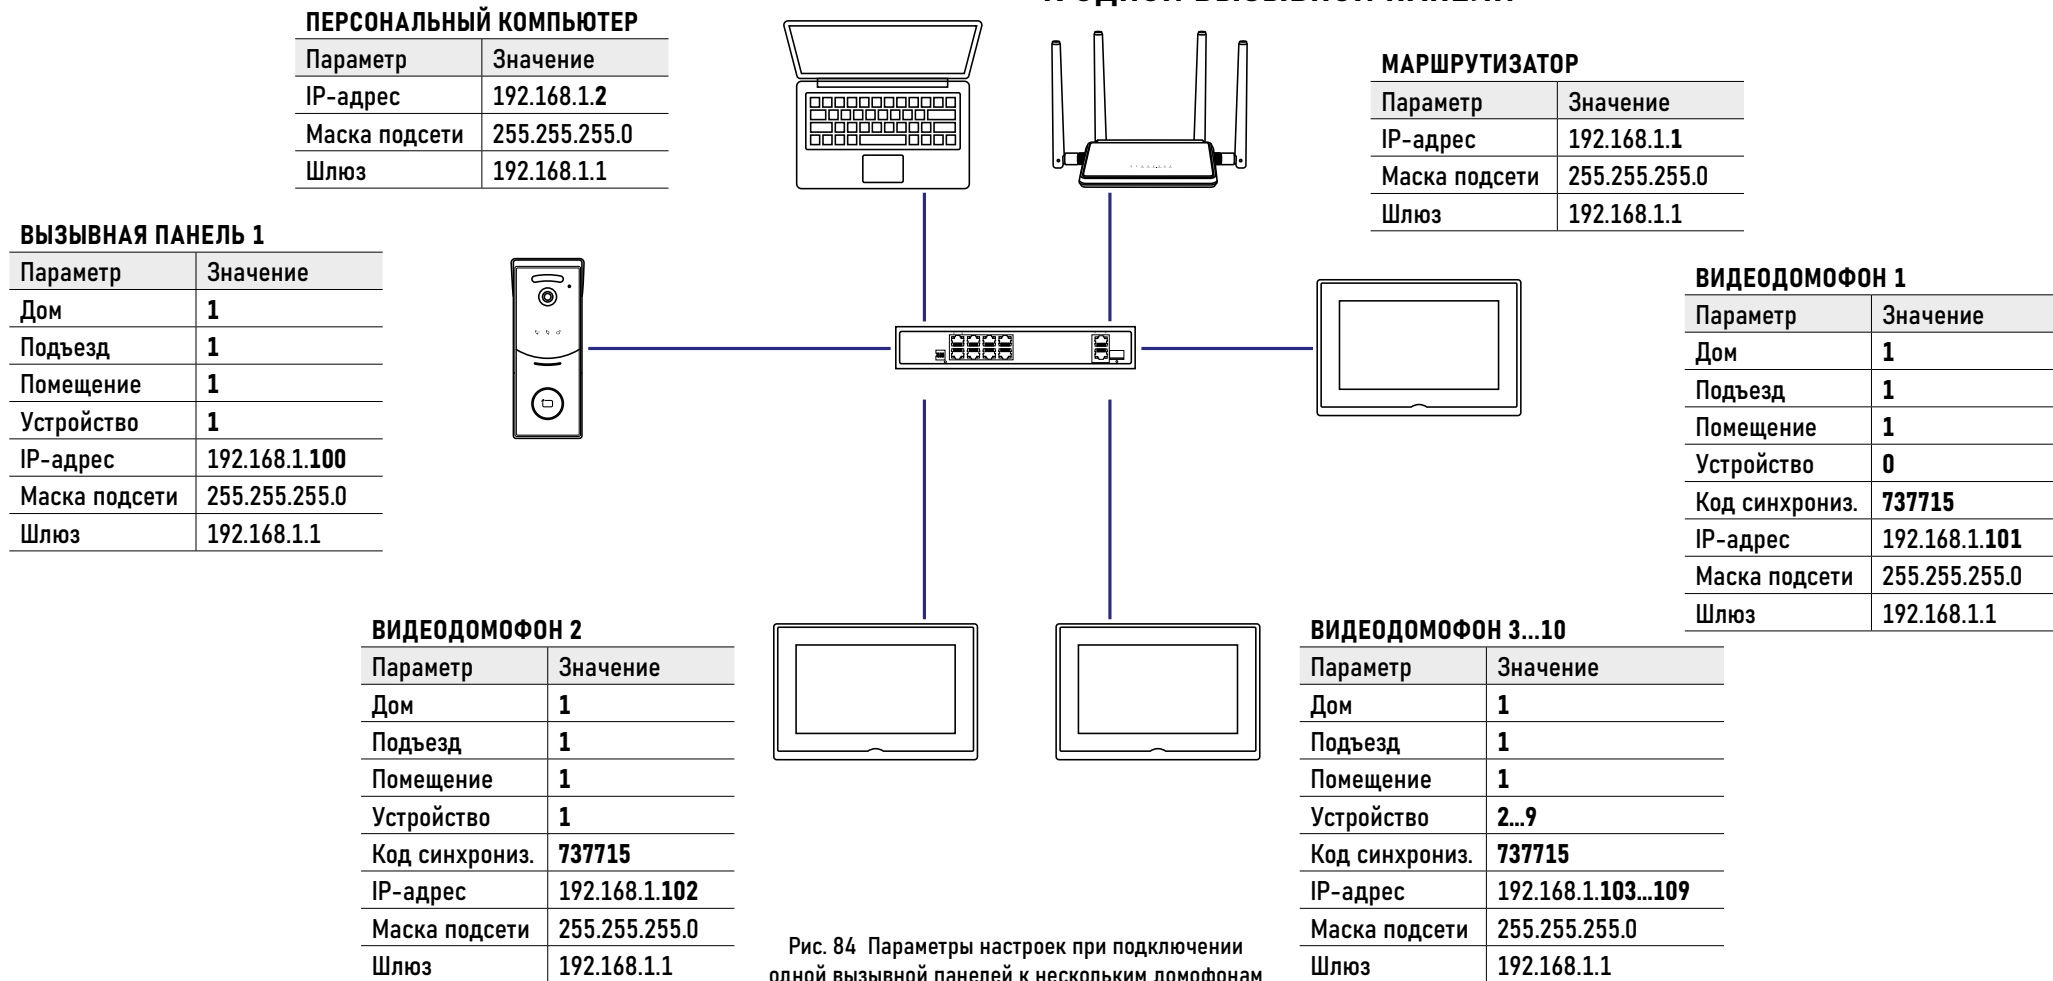 К ОДНОЙ ВЫЗЫВНОЙ ПАНЕЛИ
ПЕРСОНАЛЬНЫЙ КОМПЬЮТЕР
Параметр Значение
IP-адрес 192.168.1.2
Маска подсети 255.255.255.0
Шлюз 192.168.1.1
МАРШРУТИЗАТОР
Параметр Значение
IP-адрес 192.168.1.1
Маска подсети 255.255.255.0
Шлюз 192.168.1.1
ВЫЗЫВНАЯ ПАНЕЛЬ 1
Параметр Значение
Дом 1
Подъезд 1
Помещение 1
Устройство 1
IP-адрес 192.168.1.100
Маска подсети 255.255.255.0
Шлюз 192.168.1.1
ВИДЕОДОМОФОН 1
Параметр Значение
Дом 1
Подъезд 1
Помещение 1
Устройство 0
Код синхрониз. 737715
IP-адрес 192.168.1.101
Маска подсети 255.255.255.0
Шлюз 192.168.1.1
ВИДЕОДОМОФОН 2
Параметр Значение
Дом 1
Подъезд 1
Помещение 1
Устройство 1
Код синхрониз. 737715
IP-адрес 192.168.1.102
Маска подсети 255.255.255.0
Шлюз 192.168.1.1
ВИДЕОДОМОФОН 3...10
Параметр Значение
Дом 1
Подъезд 1
Помещение 1
Устройство 2...9
Код синхрониз. 737715
IP-адрес 192.168.1.103...109
Маска подсети 255.255.255.0
Шлюз 192.168.1.1
Рис. 84 Параметры настроек при подключении
одной вызывной панелей к нескольким домофонам